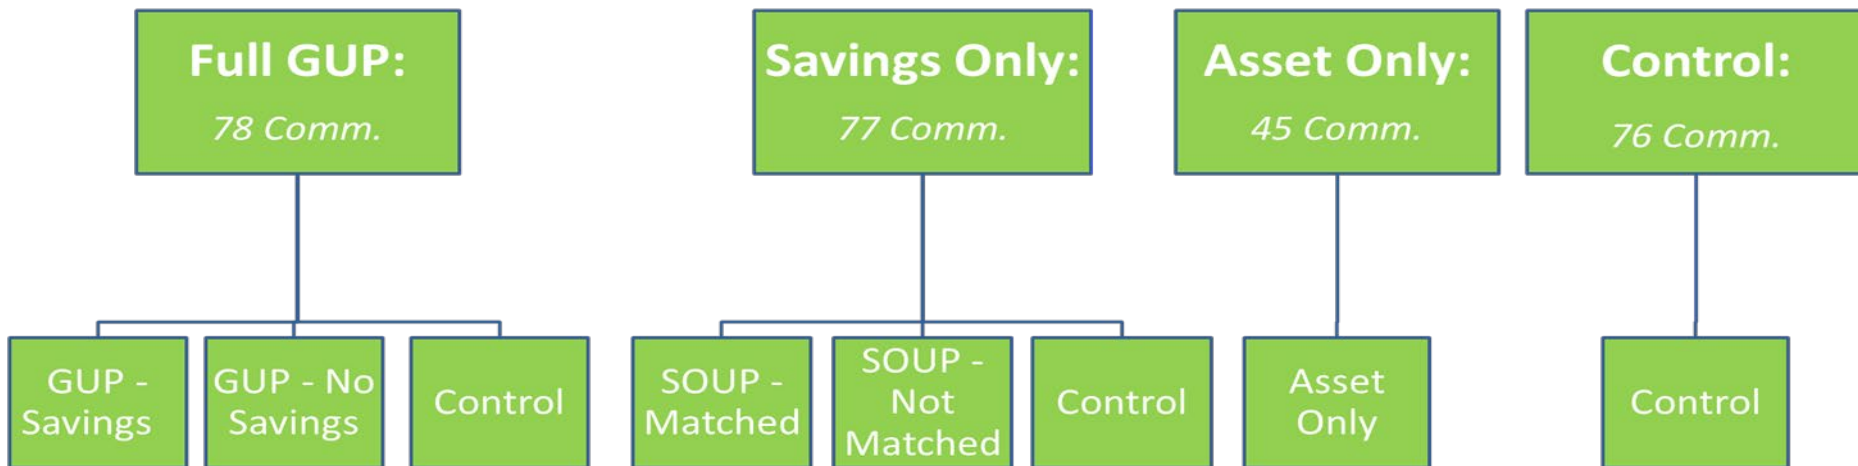 Full GUP:
78 Comm.
Savings Only:
77 Comm.
Asset Only:
45 Comm.
Control:
76 Comm.
GUP -
Savings
GUP - No
Savings
Control
SOUP -
Matched
SOUP -
Not
Matched
Control
Asset
Only
Control